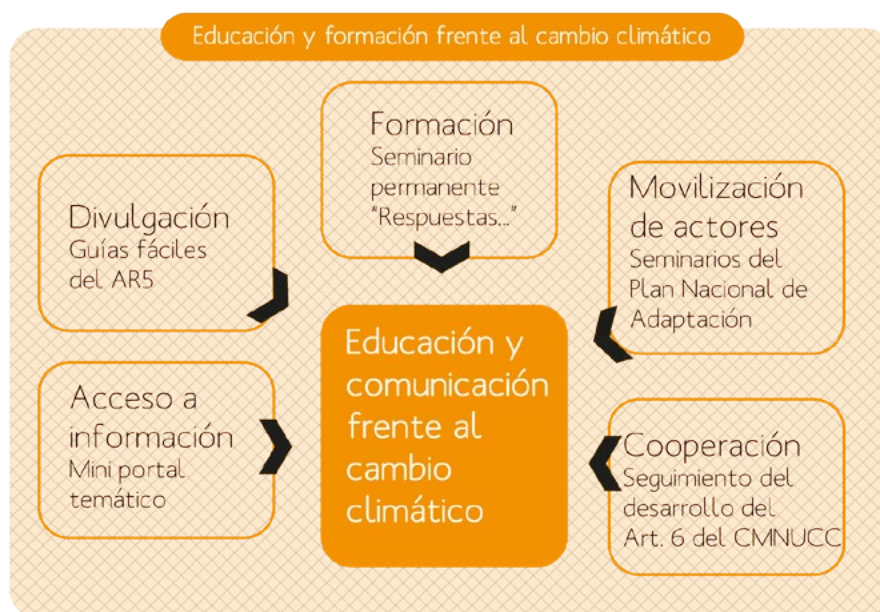 Educación y formación frente al cambio climático
Formación
Seminario
permanente
"Respuestas..."
Divulgación
Guías fáciles
del AR5
Movilización
de actores
Seminarios del
Plan Nacional de
Adaptación
Educación y
comunicación
frente al
cambio
climático
Acceso a
información
Mini portal
temático
Cooperación
Seguimiento del
desarrollo del
Art. 6 del CMNUCC